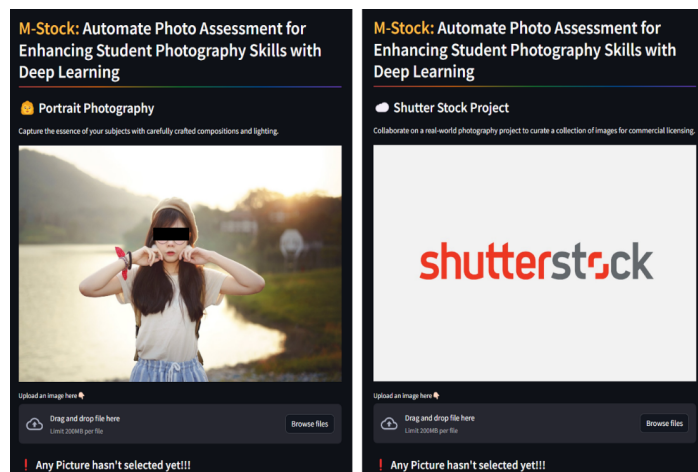 M-Stock: Automate Photo Assessment for
Enhancing Student Photography Skills with
Deep Learning
Portrait Photography
Capture the essence of your subjects with carefully crafted compositions and lighting.
Upload an image here
Drag and drop file here
Limit 200MB per file
Browse files
Any Picture hasn't selected yet!!!
M-Stock: Automate Photo Assessment for
Enhancing Student Photography Skills with
Deep Learning
Shutter Stock Project
Collaborate on a real-world photography project to curate a collection of images for commercial licensing.
shutterstock
Upload an image here
Drag and drop file here
Limit 200MB per file
Browse files
Any Picture hasn't selected yet!!!